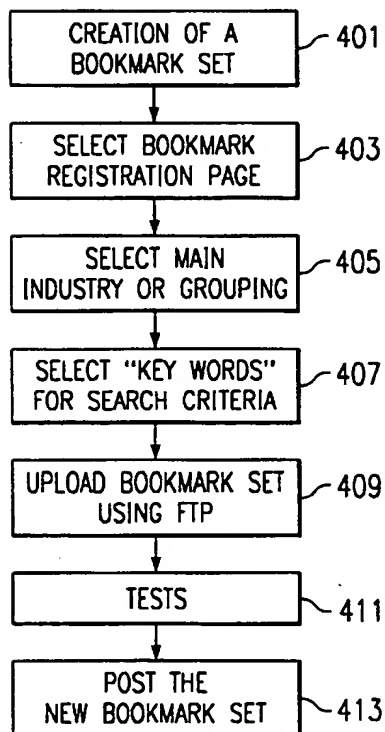 CREATION OF A
BOOKMARK SET
401
SELECT BOOKMARK
REGISTRATION PAGE
403
SELECT MAIN
INDUSTRY OR GROUPING
405
SELECT “KEY WORDS”
FOR SEARCH CRITERIA
407
UPLOAD BOOKMARK SET
USING FTP
409
TESTS
411
POST THE
NEW BOOKMARK SET
413